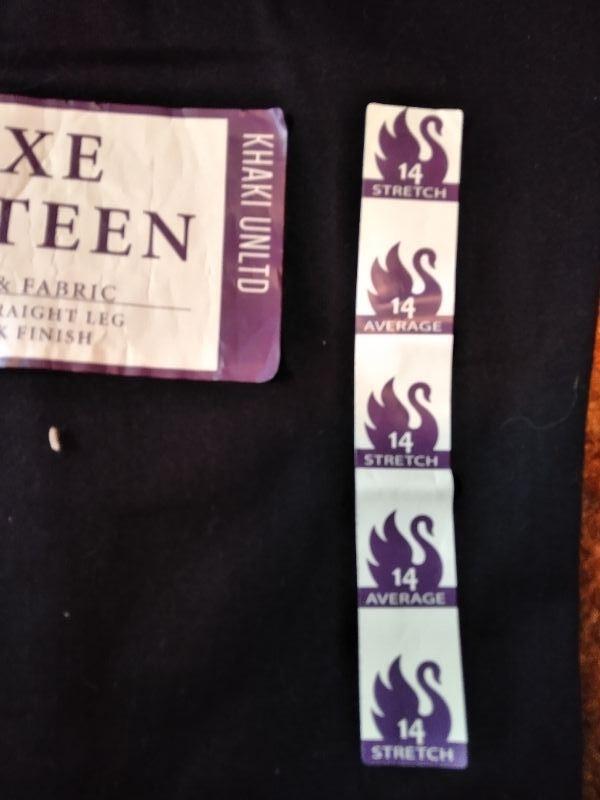 XE
TEEN
& FABRIC
RAIGHT LEG
K FINISH
KHAKI UNLTD
14
STRETCH
14
AVERAGE
14
STRETCH
14
AVERAGE
14
STRETCH